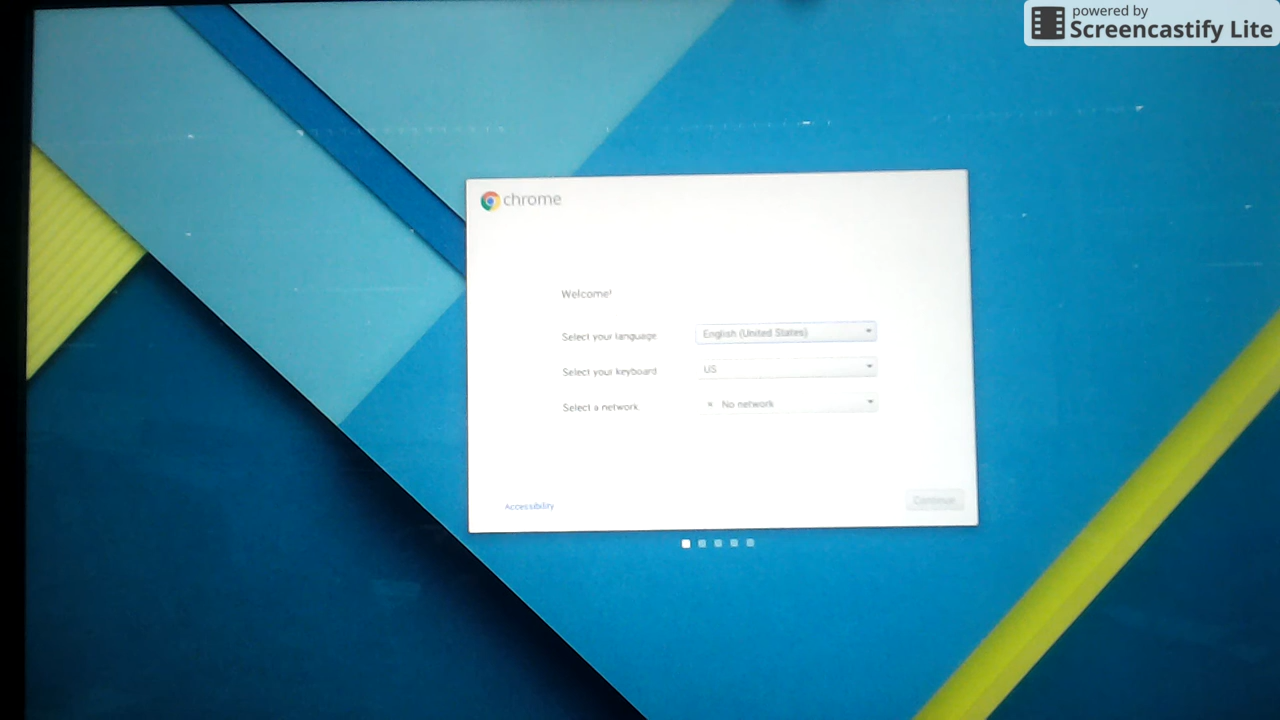 powered by
Screencastify Lite
chrome
Welcome!
Select your language
English (United States)
Select your keyboard
US
Select a network
No network
Accessibility
Continue